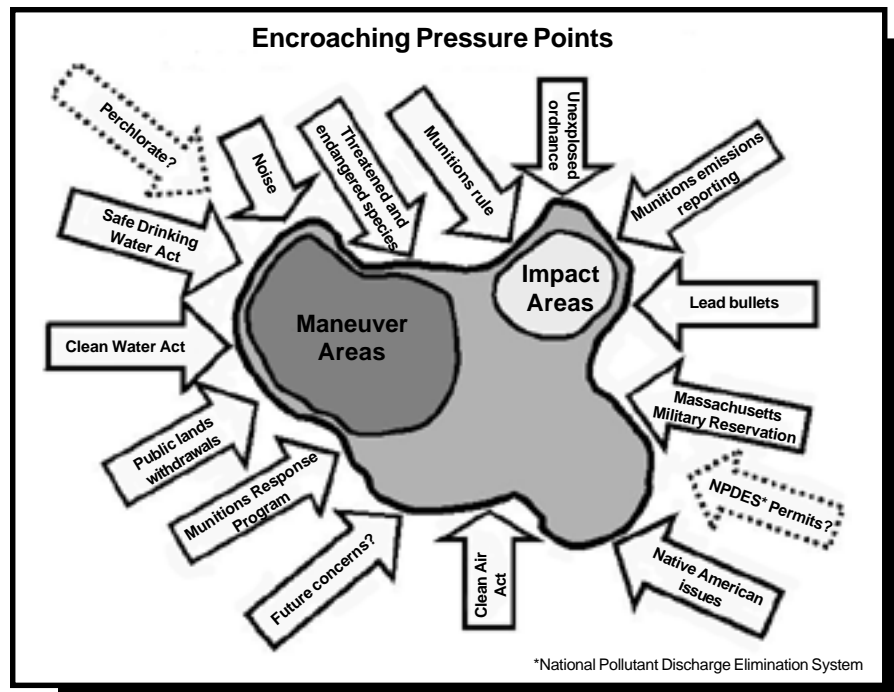 Encroaching Pressure Points
Perchlorate?
Noise
Threatened and
endangered species
Munitions rule
Unexplosed
ordnance
Munitions emissions
reporting
Safe Drinking
Water Act
Impact
Areas
Lead bullets
Maneuver
Areas
Clean Water Act
Massachusetts
Military Reservation
Public lands
withdrawals
Munitions Response
Program
NPDES* Permits?
Future concerns?
Clean Air
Act
Native American
issues
*National Pollutant Discharge Elimination System